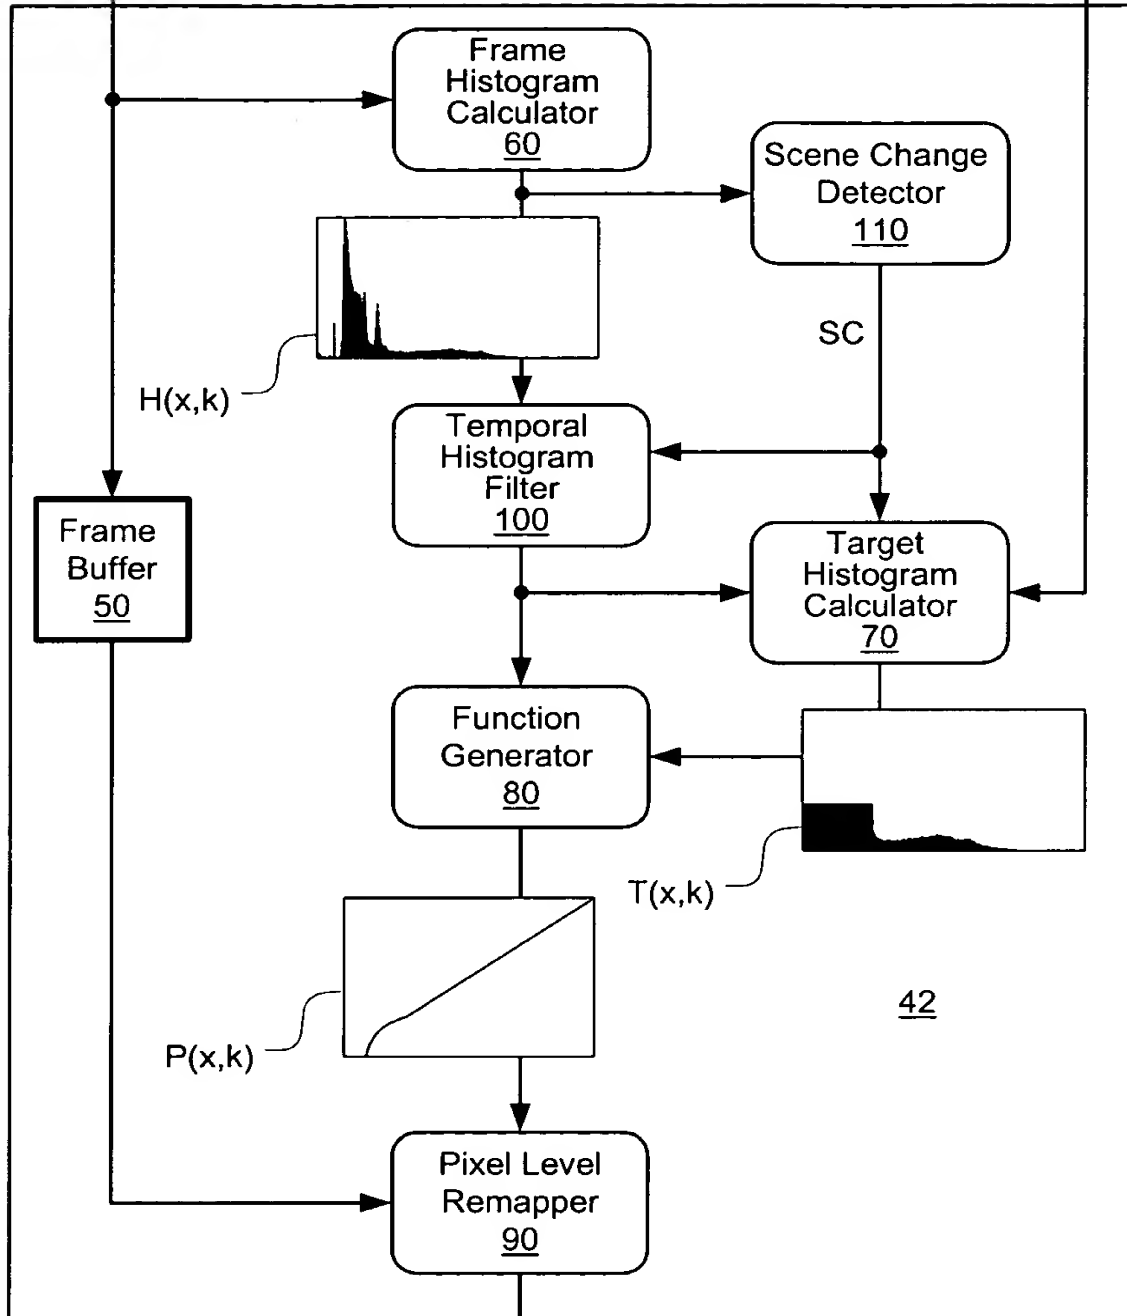 Frame
Histogram
Calculator
60
Scene Change
Detector
110
SC
H(x,k)
Temporal
Histogram
Filter
100
Frame
Buffer
50
Target
Histogram
Calculator
70
Function
Generator
80
T(x,k)
42
P(x,k)
Pixel Level
Remapper
90